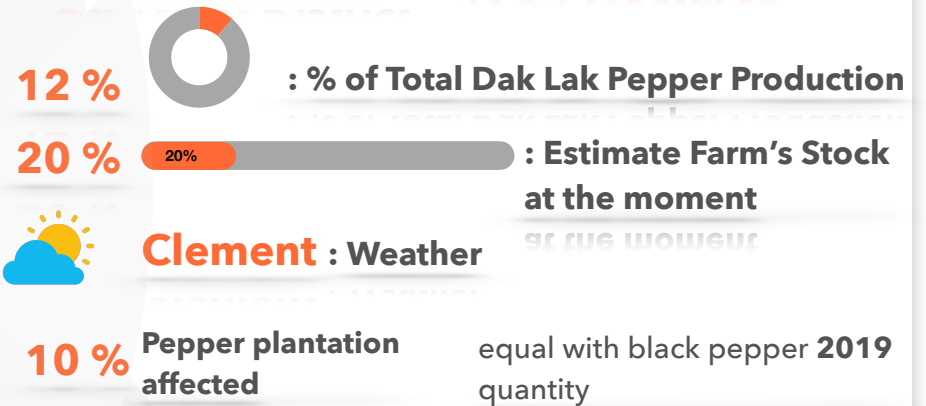 12 %
: % of Total Dak Lak Pepper Production
20 %
20%
: Estimate Farm's Stock
at the moment
Clement : Weather
10 %
Pepper plantation
affected
equal with black pepper 2019
quantity